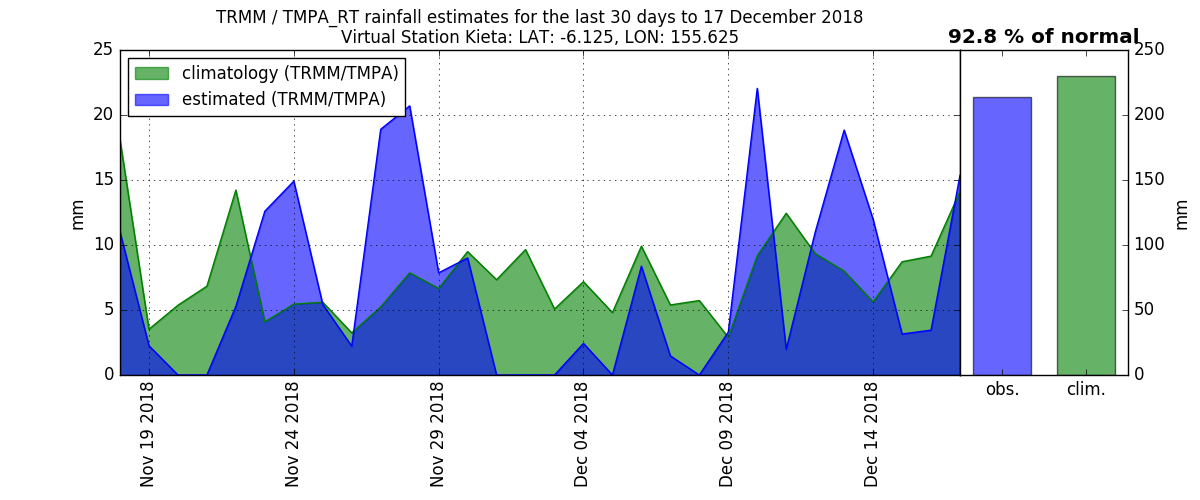 TRMM / TMPA_RT rainfall estimates for the last 30 days to 17 December 2018
Virtual Station Kieta: LAT: -6.125, LON: 155.625
92.8 % of normal
climatology (TRMM/TMPA)
estimated (TRMM/TMPA)
25
20
15
10
5
0
mm
Nov 19 2018
Nov 24 2018
Nov 29 2018
Dec 04 2018
Dec 09 2018
Dec 14 2018
250
200
150
100
50
0
mm
obs.
clim.